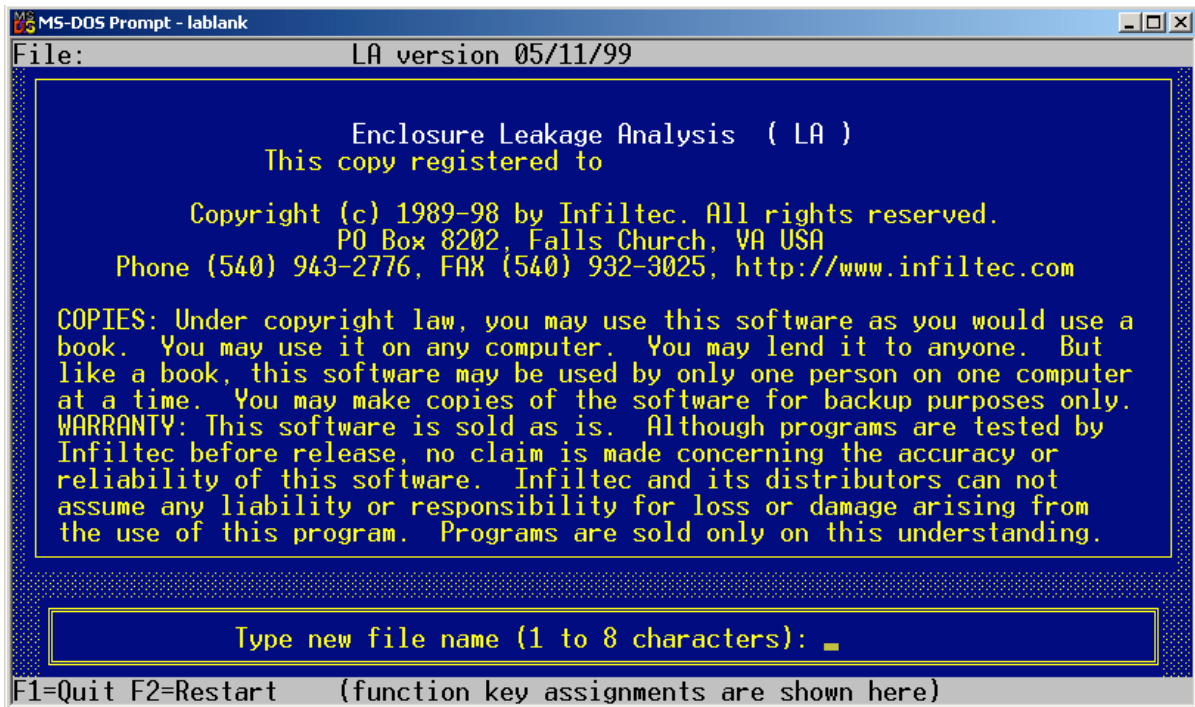 MS-DOS Prompt - lablank
File: LA version 05/11/99
Enclosure Leakage Analysis ( LA )
This copy registered to
Copyright (c) 1989-98 by Infiltec. All rights reserved.
PO Box 8202, Falls Church, VA USA
Phone (540) 943-2776, FAX (540) 932-3025, http://www.infiltec.com
COPIES: Under copyright law, you may use this software as you would use a
book. You may use it on any computer. You may lend it to anyone. But
like a book, this software may be used by only one person on one computer
at a time. You may make copies of the software for backup purposes only.
WARRANTY: This software is sold as is. Although programs are tested by
Infiltec before release, no claim is made concerning the accuracy or
reliability of this software. Infiltec and its distributors can not
assume any liability or responsibility for loss or damage arising from
the use of this program. Programs are sold only on this understanding.
Type new file name (1 to 8 characters):
F1=Quit F2=Restart (function key assignments are shown here)